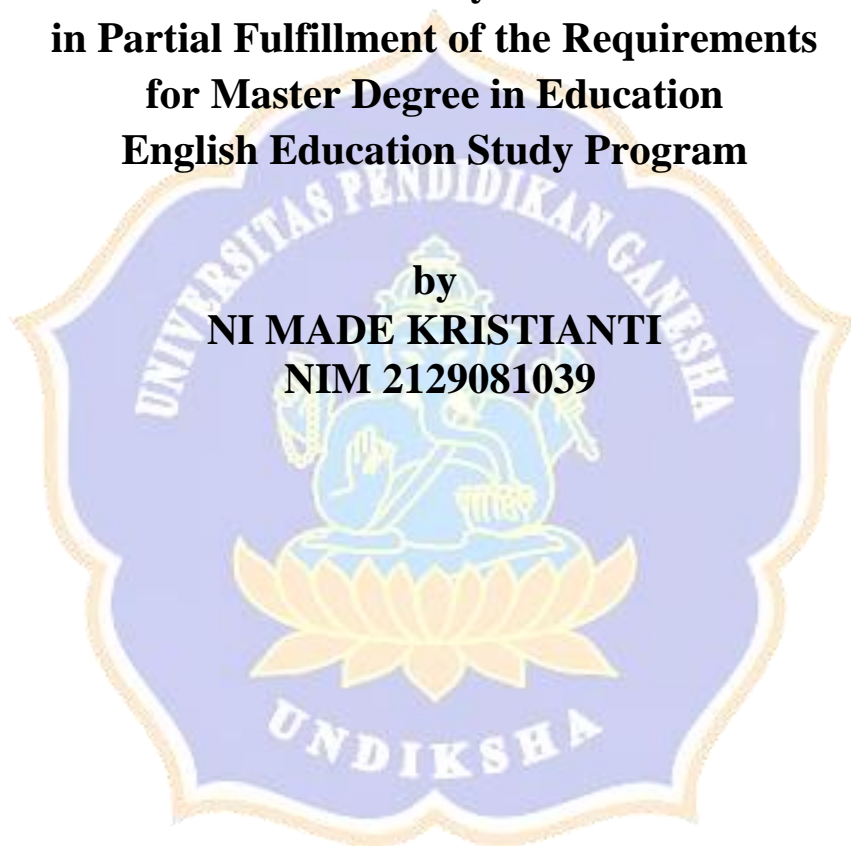 in Partial Fulfillment of the Requirements
for Master Degree in Education
English Education Study Program
UNIVERSITAS PENDIDIKAN GANESHA
by
NI MADE KRISTIANTI
NIM 2129081039
UNDIKSHA